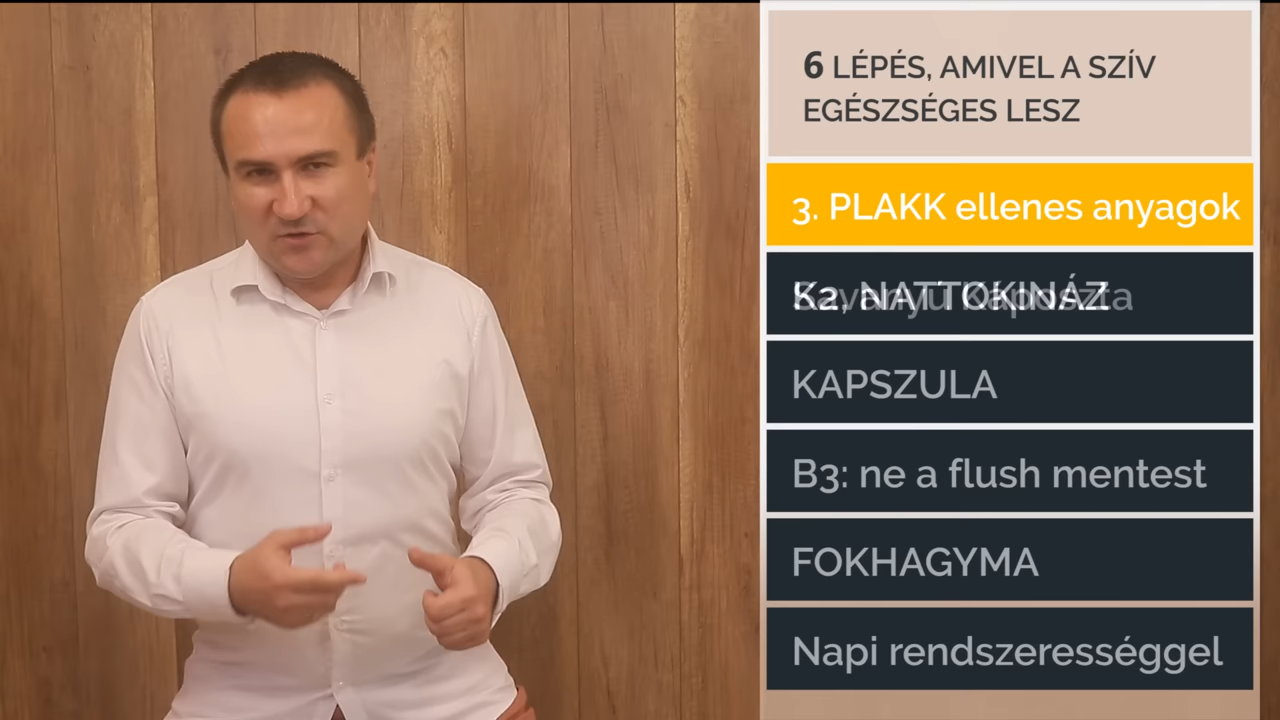 6 LÉPÉS, AMIVEL A SZÍV
EGÉSZSÉGES LESZ
3. PLAKK ellenes anyagok
K2, NATTOKINÁZ
KAPSZULA
B3: ne a flush mentest
FOKHAGYMA
Napi rendszerességgel